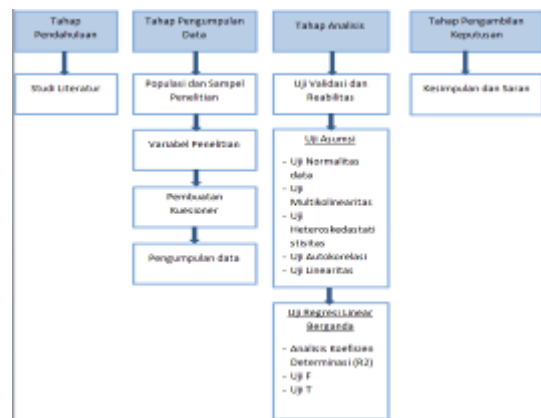 Tahap
Pendahuluan
Studi Literatur
Tahap Pengumpulan
Data
Populasi dan Sampel
Penelitian
Variabel Penelitian
Pembuatan
Kuesioner
Pengumpulan data
Tahap Analisis
Uji Validasi dan
Reabilitas
Uji Asumsi
- Uji Normalitas
data
- Uji
Multikolinearitas
- Uji
Heteroskedastati
stisitas
- Uji Autokorelasi
- Uji Linearitas
Uji Regresi Linear
Berganda
- Analisis Koefisien
Determinasi (R2)
- Uji F
- Uji T
Tahap Pengambilan
Keputusan
Kesimpulan dan Saran